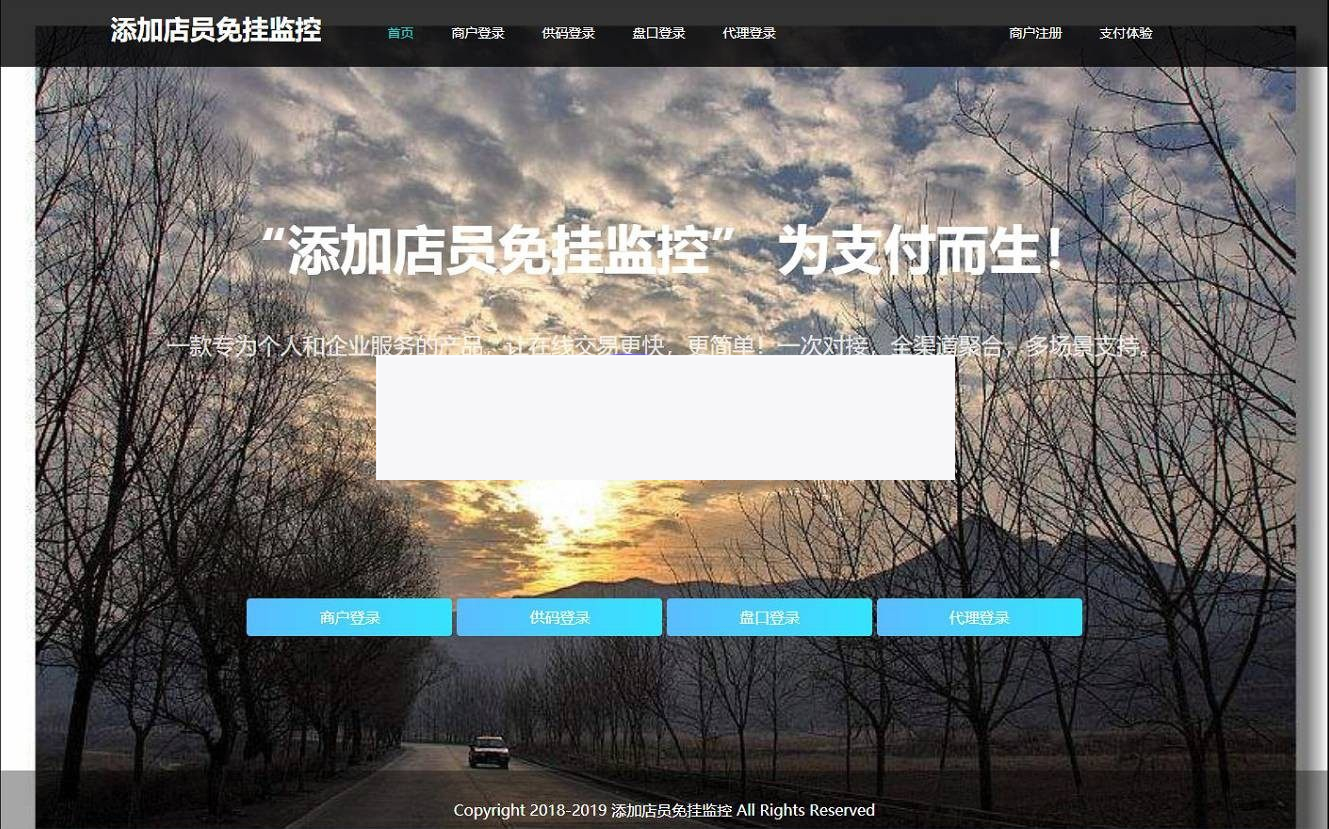 添加店员免挂监控 首页 商户登录 供码登录 盘口登录 代理登录 商户注册 支付体验
“添加店员免挂监控” 为支付而生！
一款专为个人和企业服务的产品。让在线交易更快，更简单！一次对接，全渠道聚合，多场景支持。
商户登录 供码登录 盘口登录 代理登录
Copyright 2018-2019 添加店员免挂监控 All Rights Reserved